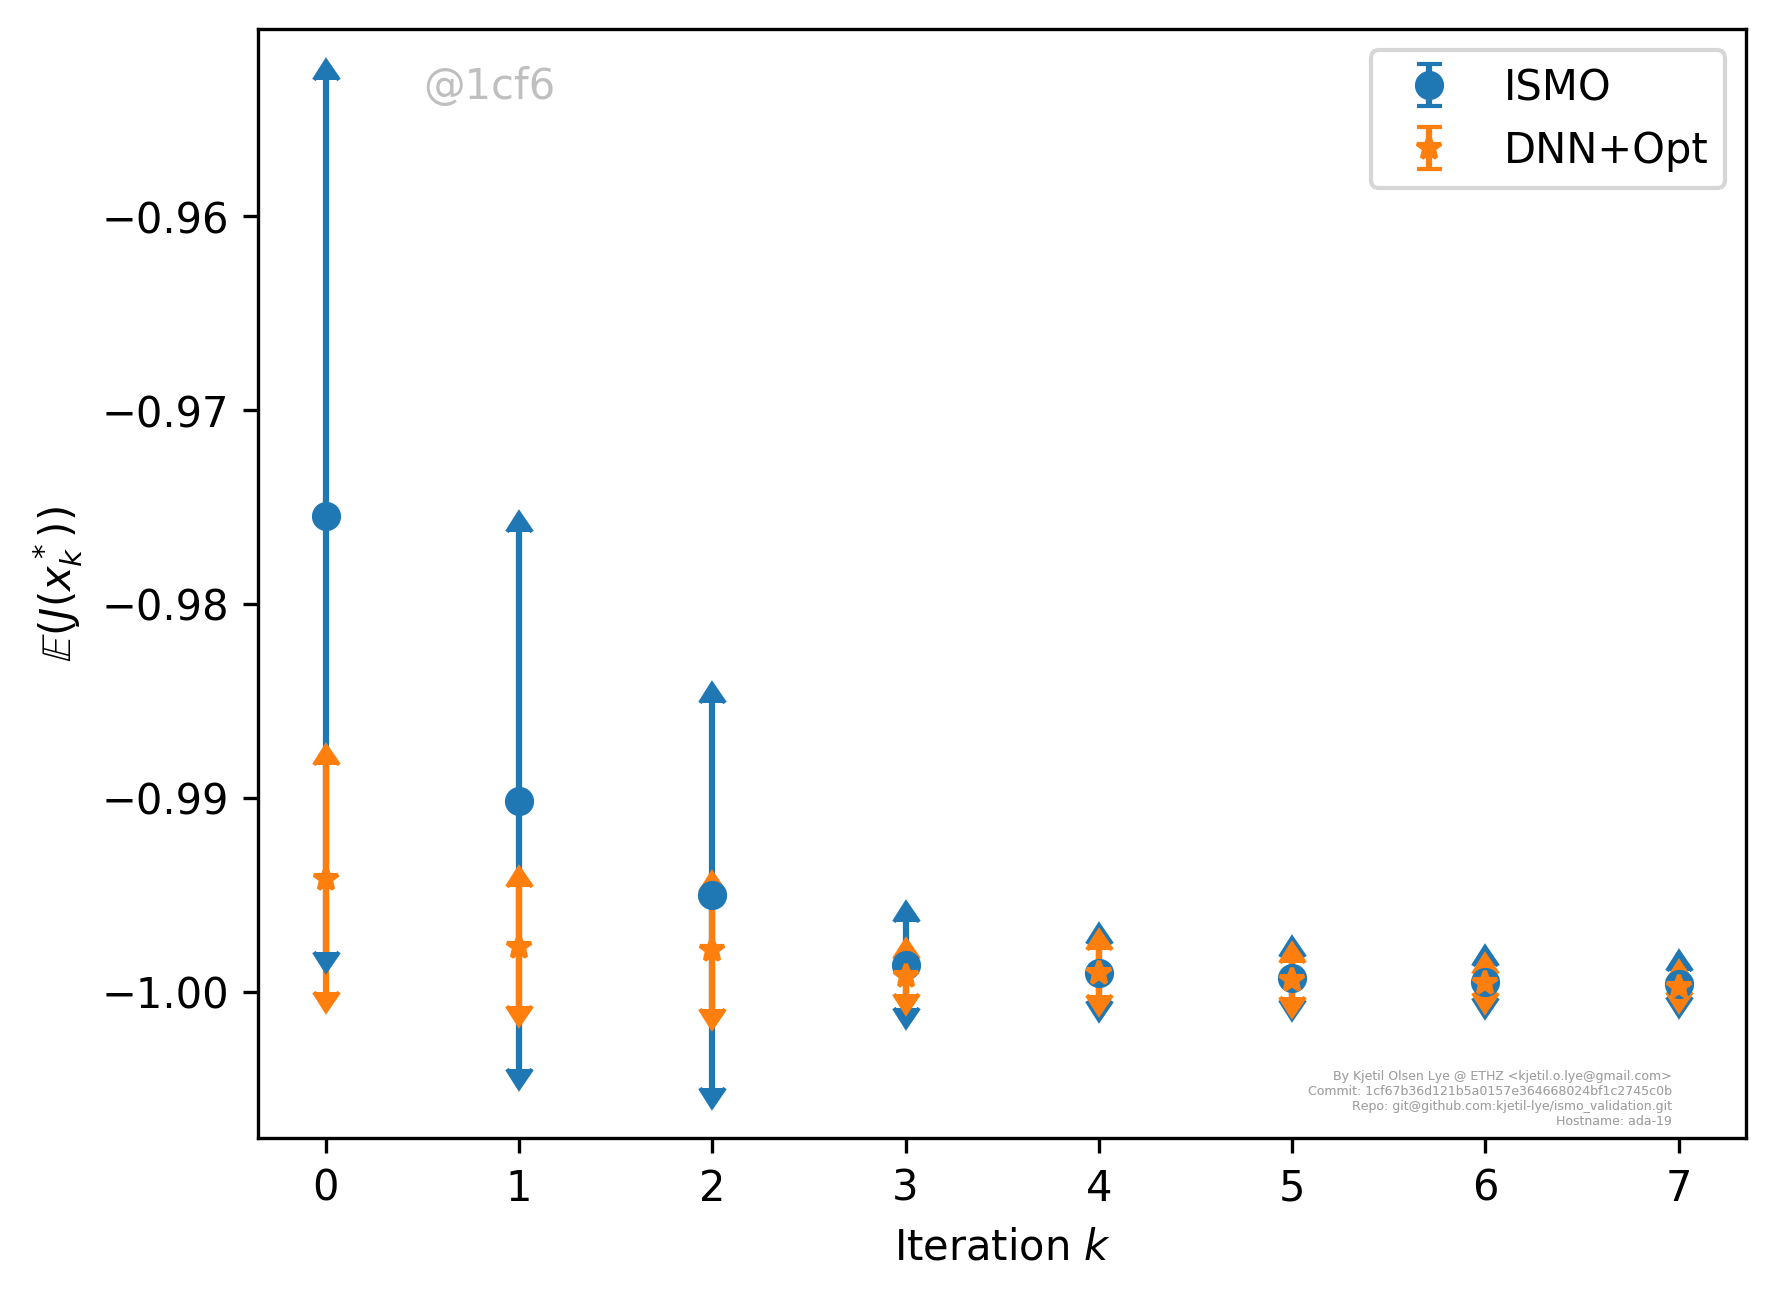 @1cf6
ISMO
DNN+Opt
−0.96
−0.97
−0.98
−0.99
−1.00
𝔼(J(x*k))
0 1 2 3 4 5 6 7
Iteration k
By Kjetil Olsen Lye @ ETHZ <kjetil.o.lye@gmail.com>
Commit: 1cf67b36d121b5a0157e364668024bf1c2745c0b
Repo: git@github.com:kjetil-lye/ismo_validation.git
Hostname: ada-19